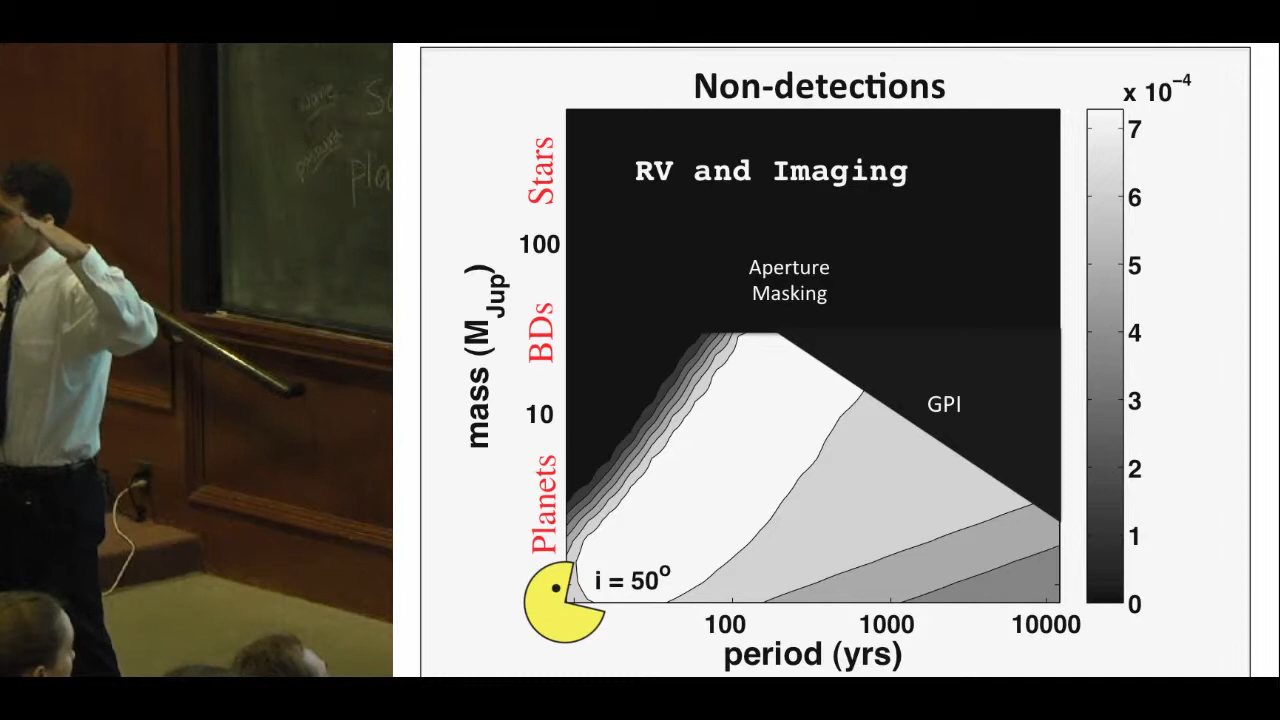 wave
Non-detections
x 10⁻⁴
RV and Imaging
Aperture
Masking
GPI
i = 50°
Stars
BDs
Planets
mass (M_Jup)
100
10
100
1000
10000
period (yrs)
7
6
5
4
3
2
1
0